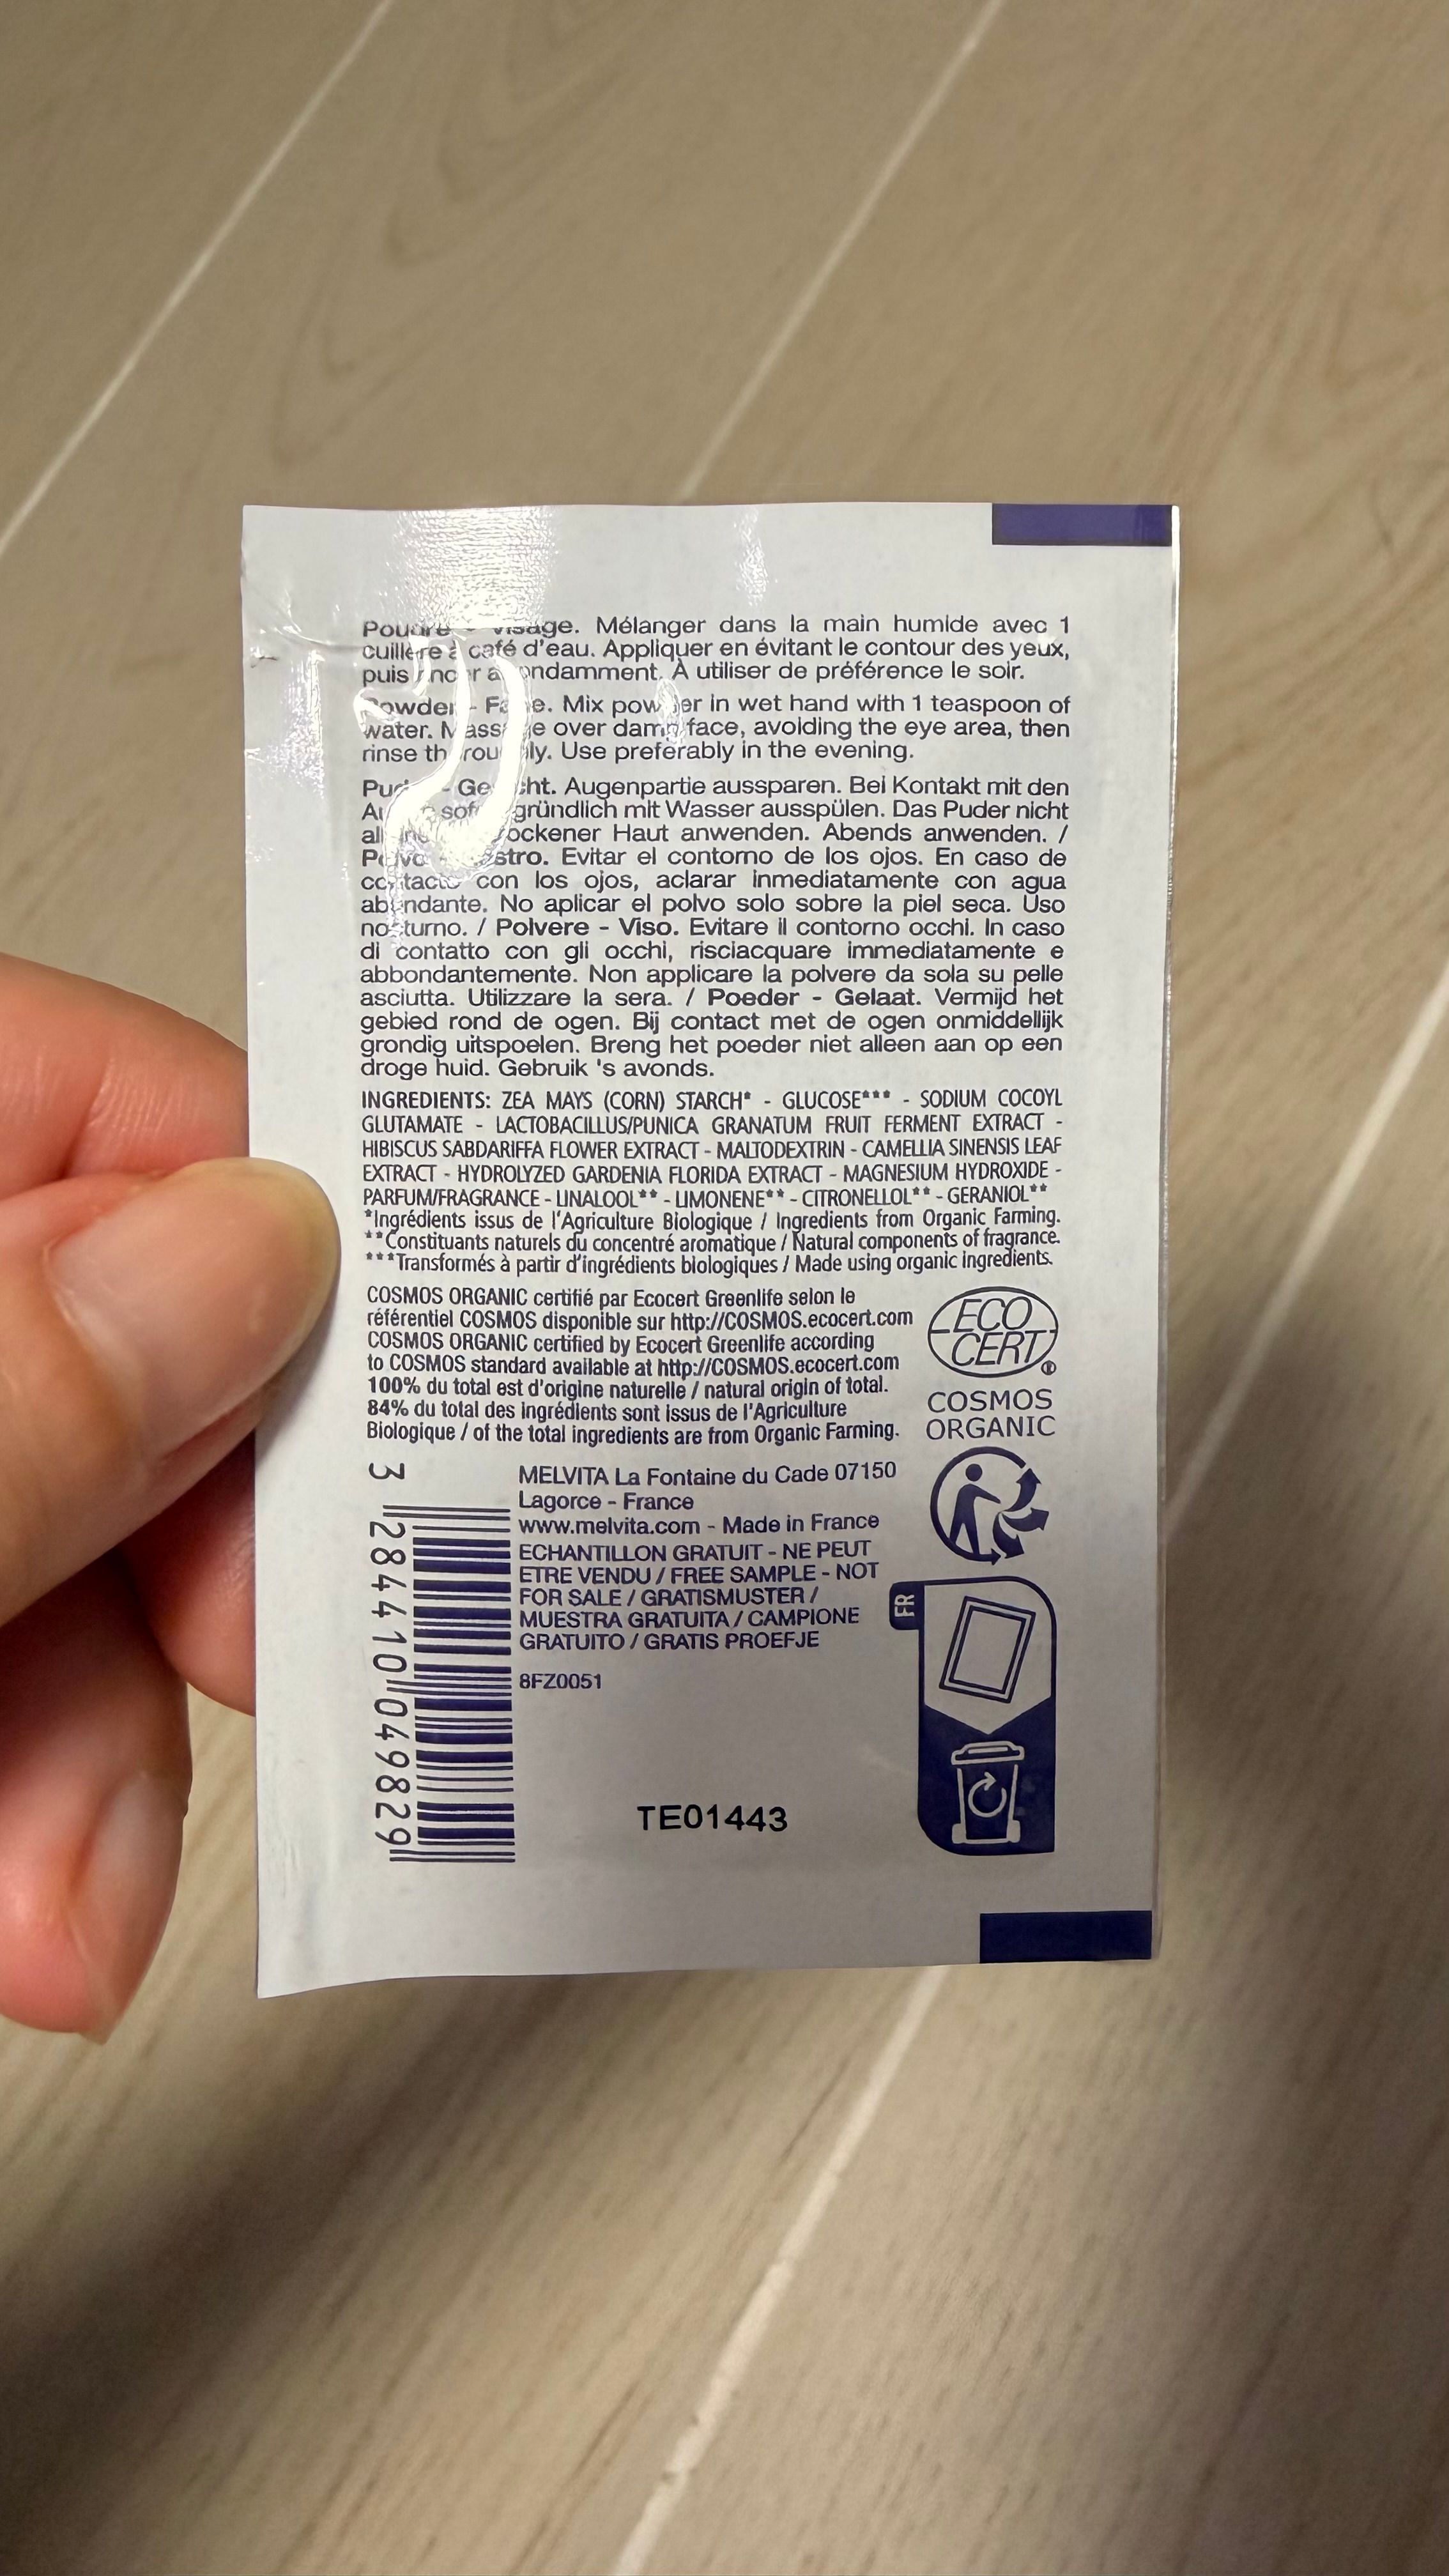 Visage. Mélanger dans la main humide avec 1
cuillère à café d'eau. Appliquer en évitant le contour des yeux,
puis rincer abondamment. À utiliser de préférence le soir.
Powder - Face. Mix powder in wet hand with 1 teaspoon of
water. Massage over damp face, avoiding the eye area, then
rinse thoroughly. Use preferably in the evening.
Augenpartie aussparen. Bei Kontakt mit den
gründlich mit Wasser ausspülen. Das Puder nicht
Haut anwenden. Abends anwenden. /
Evitar el contorno de los ojos. En caso de
contacto con los ojos, aclarar inmediatamente con agua
abundante. No aplicar el polvo solo sobre la piel seca. Uso
nocturno. / Polvere - Viso. Evitare il contorno occhi. In caso
di contatto con gli occhi, risciacquare immediatamente e
abbondantemente. Non applicare la polvere da sola su pelle
asciutta. Utilizzare la sera. / Poeder - Gelaat. Vermijd het
gebied rond de ogen. Bij contact met de ogen onmiddellijk
grondig uitspoelen. Breng het poeder niet alleen aan op een
droge huid. Gebruik 's avonds.
INGREDIENTS: ZEA MAYS (CORN) STARCH* - GLUCOSE*** - SODIUM COCOYL
GLUTAMATE - LACTOBACILLUS/PUNICA GRANATUM FRUIT FERMENT EXTRACT -
HIBISCUS SABDARIFFA FLOWER EXTRACT - MALTODEXTRIN - CAMELLIA SINENSIS LEAF
EXTRACT - HYDROLYZED GARDENIA FLORIDA EXTRACT - MAGNESIUM HYDROXIDE -
PARFUM/FRAGRANCE - LINALOOL** - LIMONENE** - CITRONELLOL** - GERANIOL**
*Ingrédients issus de l'Agriculture Biologique / Ingredients from Organic Farming.
**Constituants naturels du concentré aromatique / Natural components of fragrance.
***Transformés à partir d'ingrédients biologiques / Made using organic ingredients.
COSMOS ORGANIC certifié par Ecocert Greenlife selon le
référentiel COSMOS disponible sur http://COSMOS.ecocert.com
COSMOS ORGANIC certified by Ecocert Greenlife according
to COSMOS standard available at http://COSMOS.ecocert.com
100% du total est d'origine naturelle / natural origin of total.
84% du total des ingrédients sont issus de l'Agriculture
Biologique / of the total ingredients are from Organic Farming.
ECO
CERT®
COSMOS
ORGANIC
MELVITA La Fontaine du Cade 07150
Lagorce - France
www.melvita.com - Made in France
ECHANTILLON GRATUIT - NE PEUT
ETRE VENDU / FREE SAMPLE - NOT
FOR SALE / GRATISMUSTER /
MUESTRA GRATUITA / CAMPIONE
GRATUITO / GRATIS PROEFJE
8FZ0051
FR
3 284410 049829
TE01443